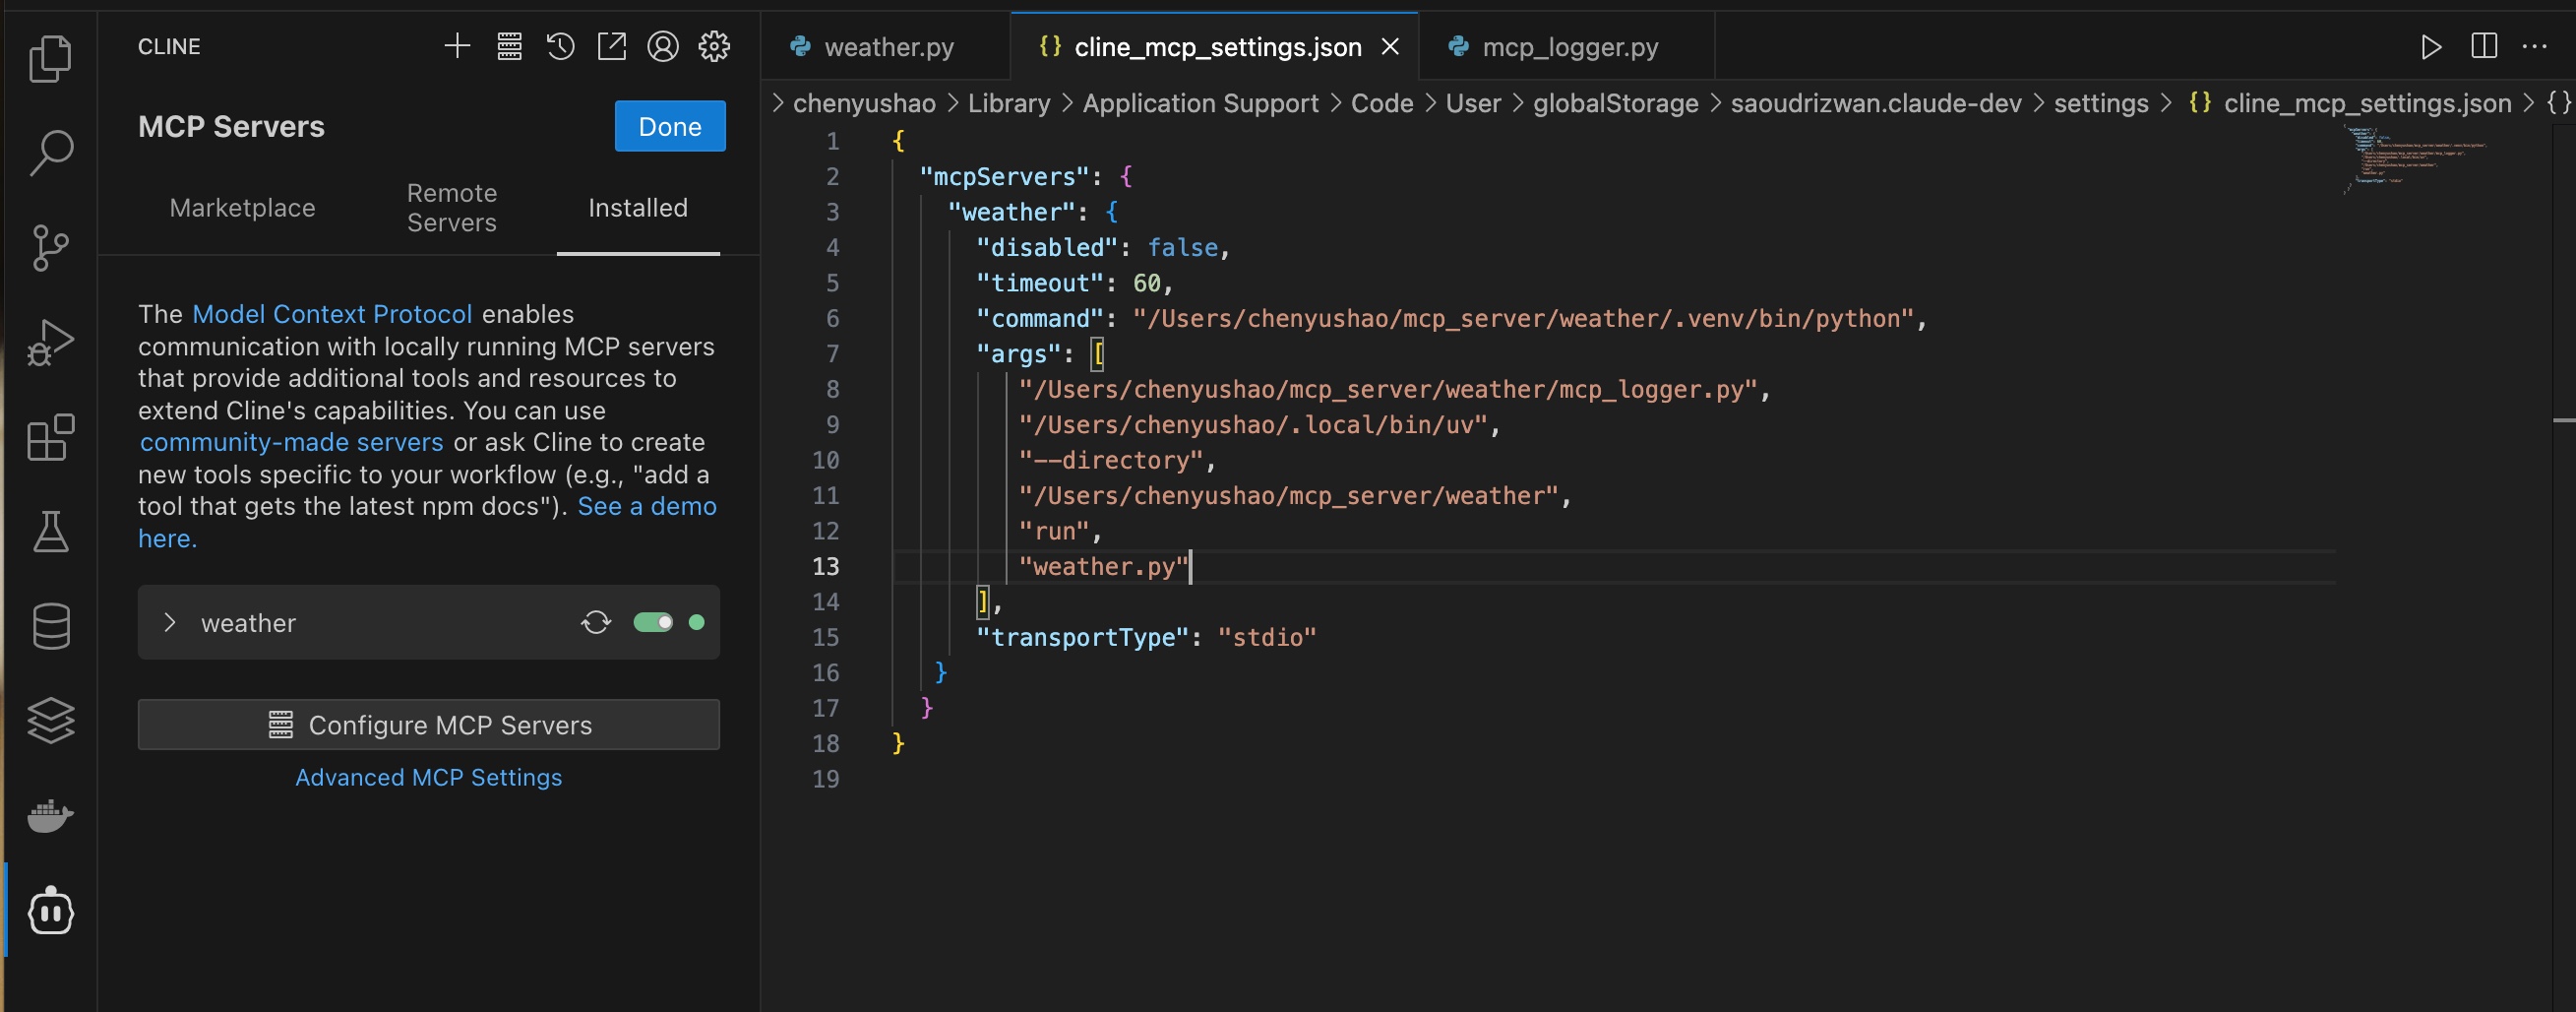 CLINE
MCP Servers
Done
Marketplace
Remote
Servers
Installed
The Model Context Protocol enables
communication with locally running MCP servers
that provide additional tools and resources to
extend Cline's capabilities. You can use
community-made servers or ask Cline to create
new tools specific to your workflow (e.g., "add a
tool that gets the latest npm docs"). See a demo
here.
weather
Configure MCP Servers
Advanced MCP Settings
weather.py
{} cline_mcp_settings.json
mcp_logger.py
> chenyushao > Library > Application Support > Code > User > globalStorage > saoudrizwan.claude-dev > settings > {} cline_mcp_settings.json > {}
1 {
2 "mcpServers": {
3 "weather": {
4 "disabled": false,
5 "timeout": 60,
6 "command": "/Users/chenyushao/mcp_server/weather/.venv/bin/python",
7 "args": [
8 "/Users/chenyushao/mcp_server/weather/mcp_logger.py",
9 "/Users/chenyushao/.local/bin/uv",
10 "--directory",
11 "/Users/chenyushao/mcp_server/weather",
12 "run",
13 "weather.py"
14 ],
15 "transportType": "stdio"
16 }
17 }
18 }
19